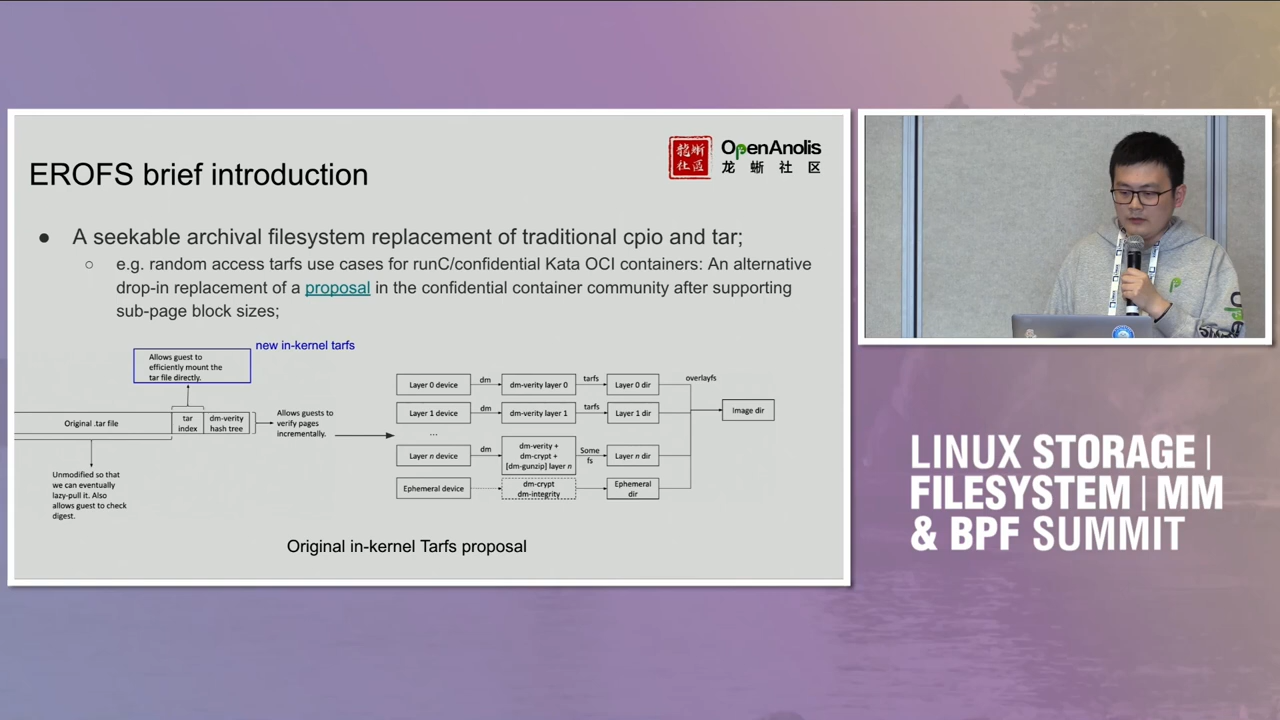 EROFS brief introduction
龙蜥
社区
OpenAnolis
龙 蜥 社 区
● A seekable archival filesystem replacement of traditional cpio and tar;
○ e.g. random access tarfs use cases for runC/confidential Kata OCI containers: An alternative
drop-in replacement of a proposal in the confidential container community after supporting
sub-page block sizes;
new in-kernel tarfs
Allows guest to
efficiently mount the
tar file directly.
Original .tar file
tar
index
dm-verity
hash tree
Allows guests to
verify pages
incrementally.
Unmodified so that
we can eventually
lazy-pull it. Also
allows guest to check
digest.
Layer 0 device
dm
dm-verity layer 0
tarfs
Layer 0 dir
overlayfs
Layer 1 device
dm
dm-verity layer 1
tarfs
Layer 1 dir
Image dir
...
Layer n device
dm
dm-verity +
dm-crypt +
[dm-gunzip] layer n
Some
fs
Layer n dir
Ephemeral device
dm-crypt
dm-integrity
Ephemeral
dir
Original in-kernel Tarfs proposal
LINUX STORAGE |
FILESYSTEM | MM
& BPF SUMMIT